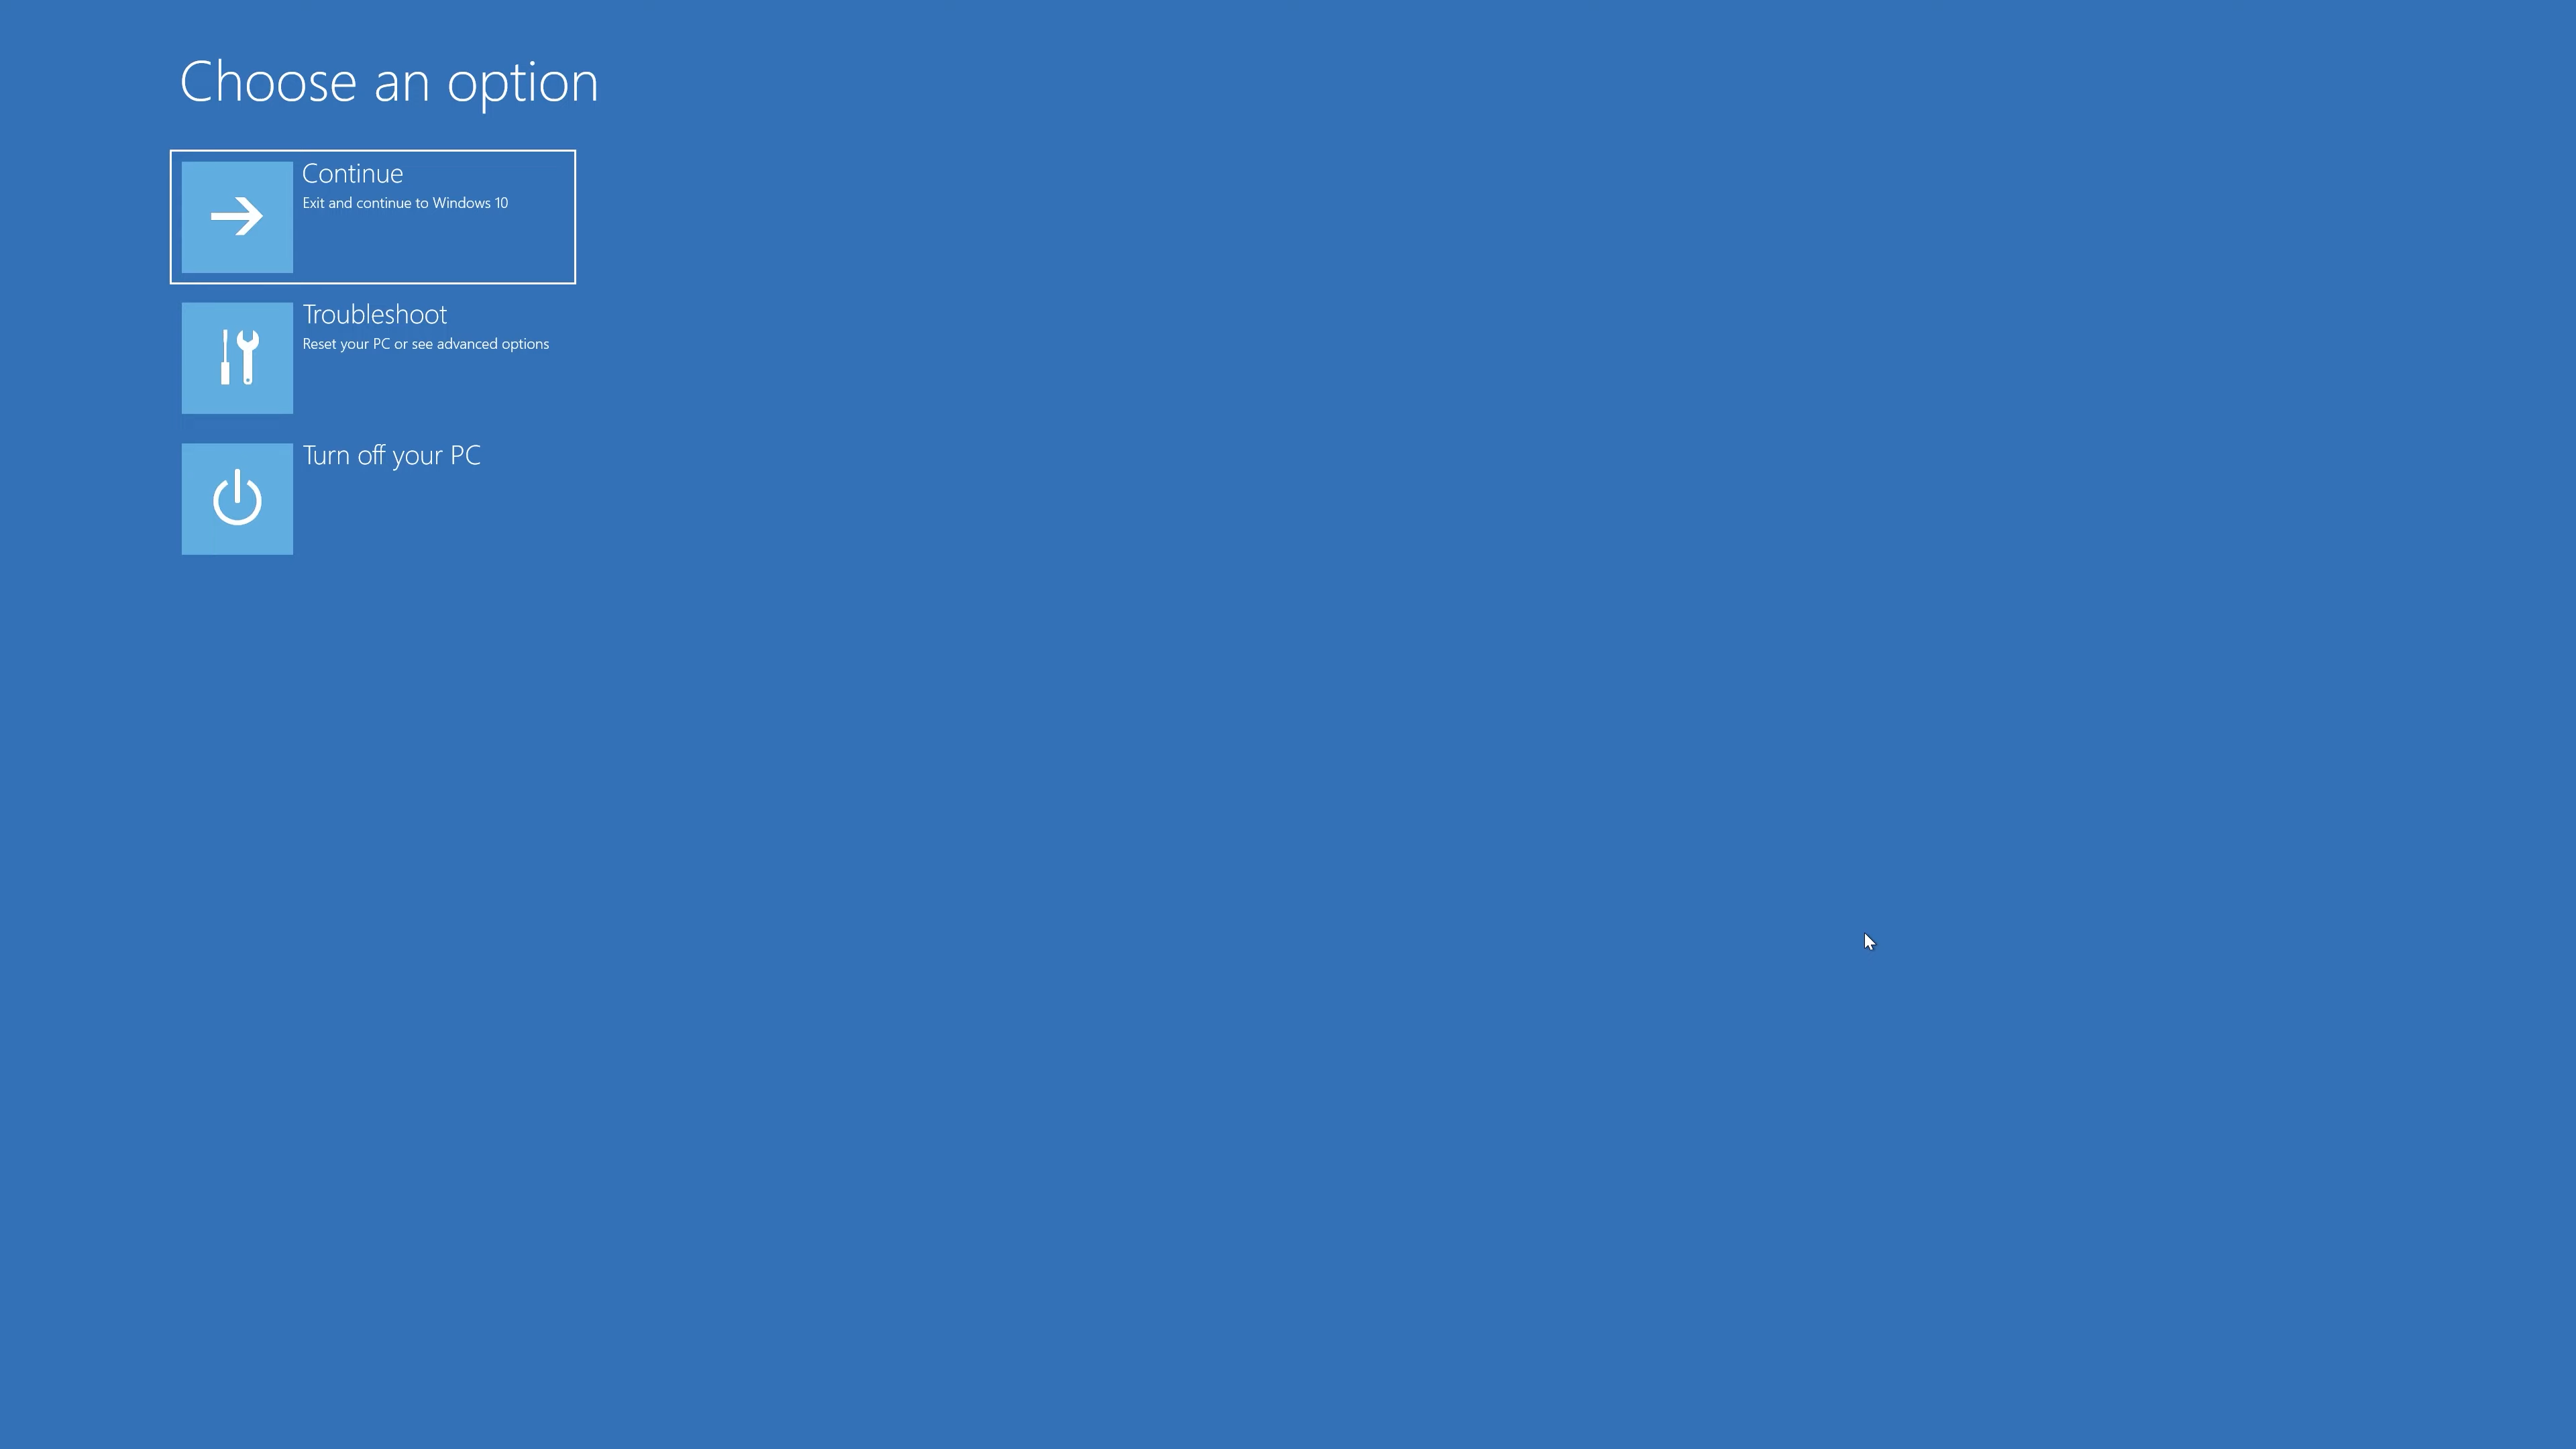 Choose an option
Continue
Exit and continue to Windows 10
Troubleshoot
Reset your PC or see advanced options
Turn off your PC